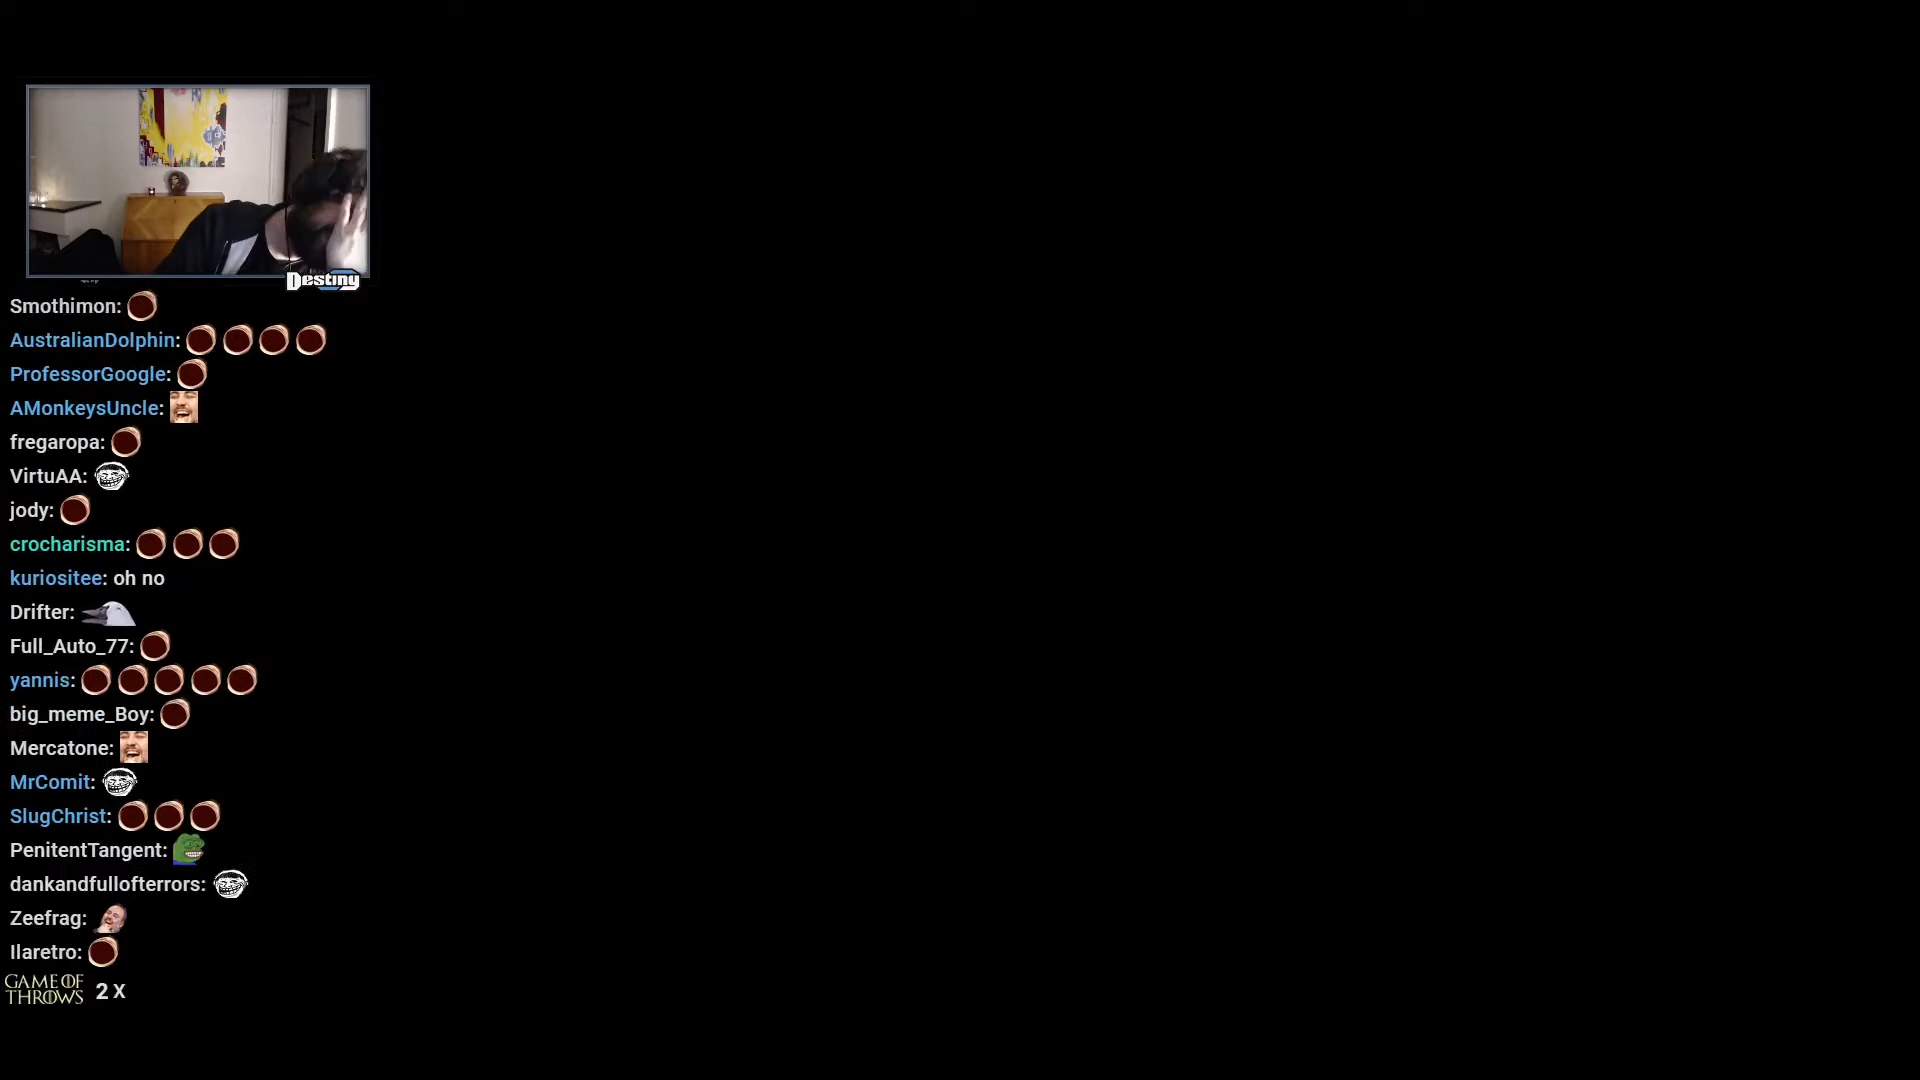 Destiny
Smothimon:
AustralianDolphin:
ProfessorGoogle:
AMonkeysUncle:
fregaropa:
VirtuAA:
jody:
crocharisma:
kuriositee: oh no
Drifter:
Full_Auto_77:
yannis:
big_meme_Boy:
Mercatone:
MrComit:
SlugChrist:
PenitentTangent:
dankandfullofterrors:
Zeefrag:
Ilaretro:
GAME OF
THROWS 2 X